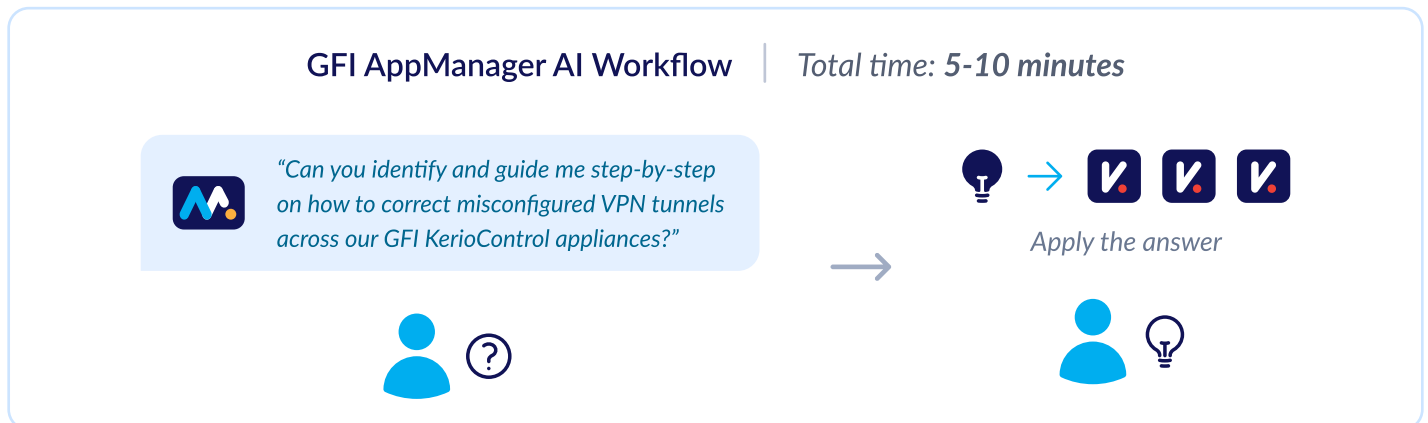 GFI AppManager AI Workflow
Total time: 5-10 minutes
“Can you identify and guide me step-by-step
on how to correct misconfigured VPN tunnels
across our GFI KerioControl appliances?”
Apply the answer